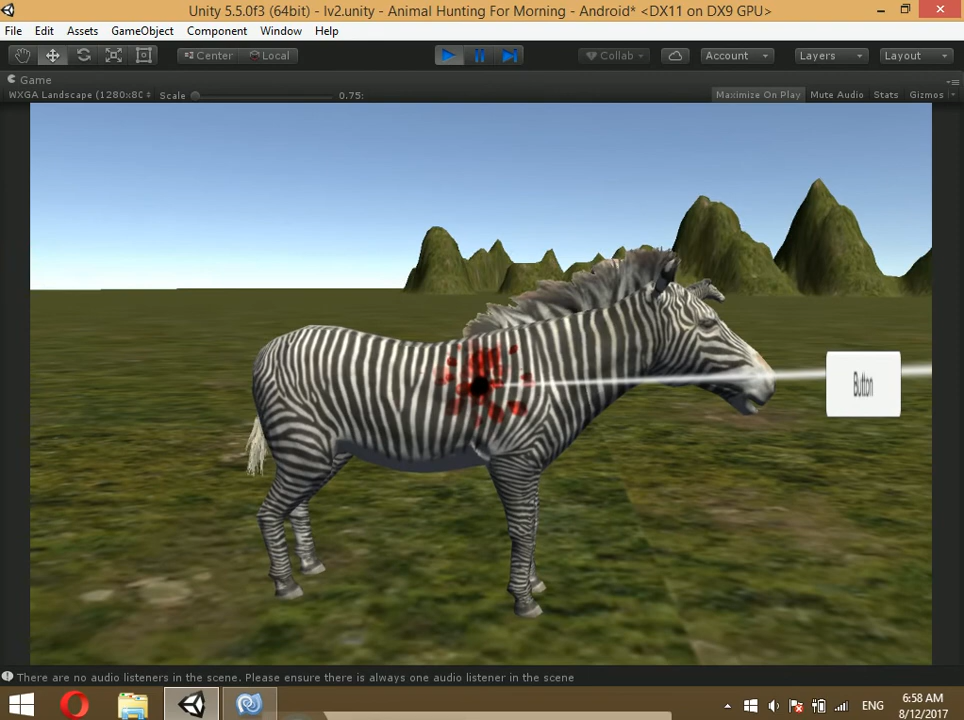 Unity 5.5.0f3 (64bit) - lv2.unity - Animal Hunting For Morning - Android* <DX11 on DX9 GPU>
File Edit Assets GameObject Component Window Help
Center Local Collab Account Layers Layout
Game
WXGA Landscape (1280x8( Scale 0.75: Maximize On Play Mute Audio Stats Gizmos
Button
There are no audio listeners in the scene. Please ensure there is always one audio listener in the scene
ENG
6:58 AM
8/12/2017